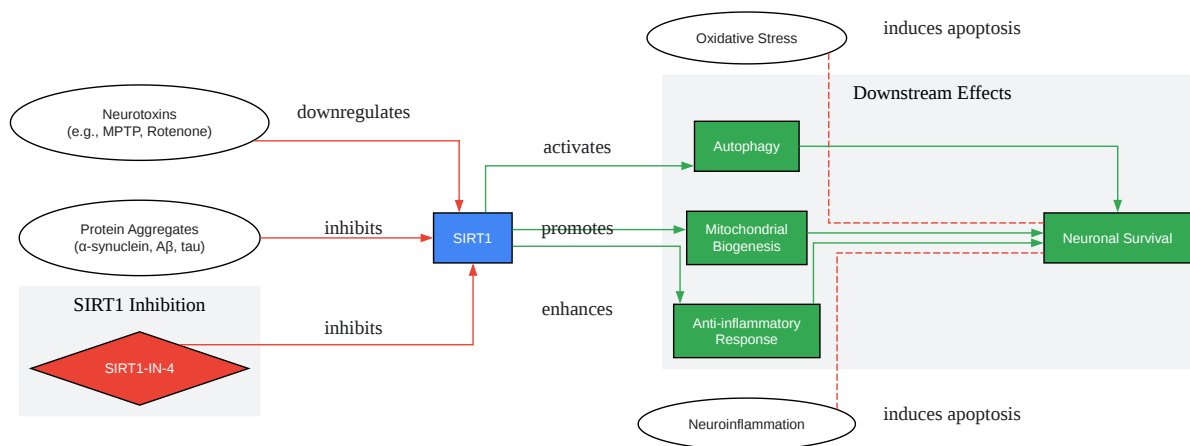 Oxidative Stress
induces apoptosis
Downstream Effects
Neurotoxins
(e.g., MPTP, Rotenone)
downregulates
activates
Autophagy
Protein Aggregates
(α-synuclein, Aβ, tau)
inhibits
SIRT1
promotes
Mitochondrial
Biogenesis
Neuronal Survival
SIRT1 Inhibition
inhibits
enhances
Anti-inflammatory
Response
SIRT1-IN-4
Neuroinflammation
induces apoptosis